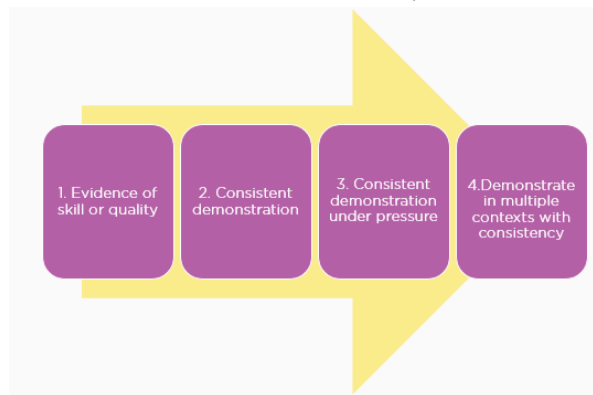 1. Evidence of
skill or quality
2. Consistent
demonstration
3. Consistent
demonstration
under pressure
4.Demonstrate
in multiple
contexts with
consistency